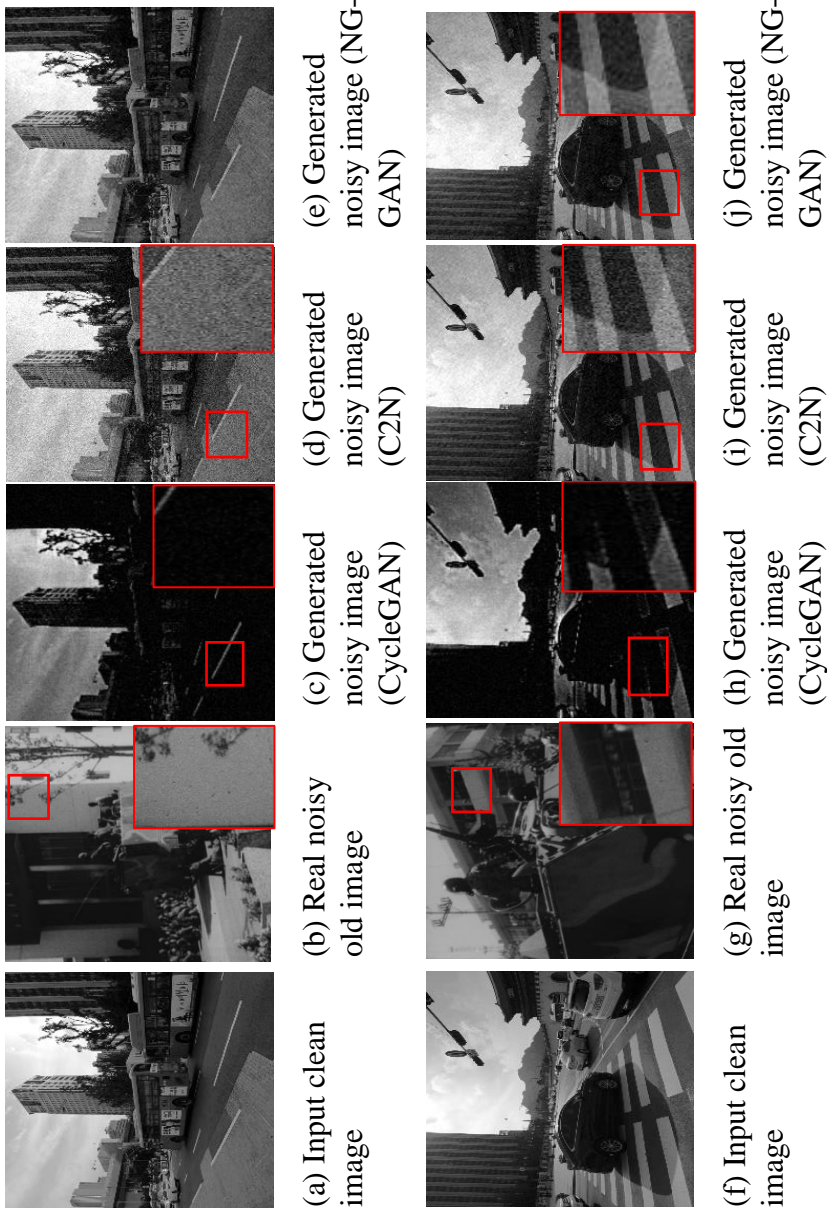 (a) Input clean
image
(b) Real noisy
old image
(c) Generated
noisy image
(CycleGAN)
(d) Generated
noisy image
(C2N)
(e) Generated
noisy image (NG-
GAN)
(f) Input clean
image
(g) Real noisy old
image
(h) Generated
noisy image
(CycleGAN)
(i) Generated
noisy image
(C2N)
(j) Generated
noisy image (NG-
GAN)